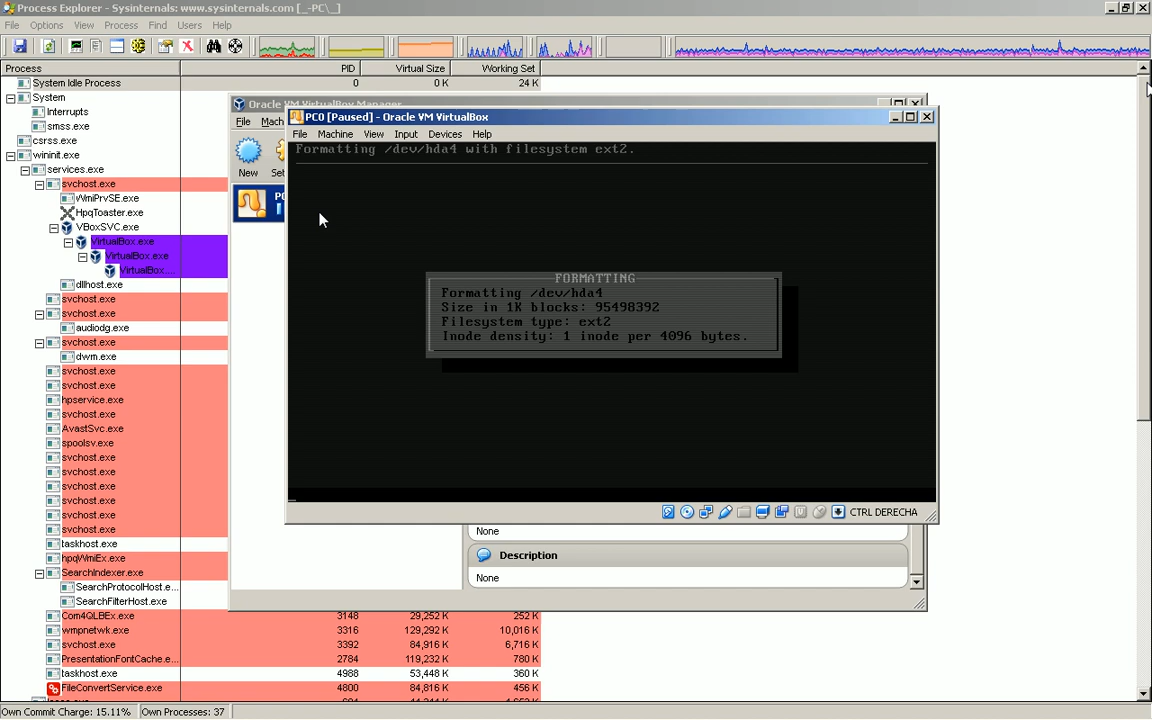 Process Explorer - Sysinternals: www.sysinternals.com [_-PC\_]
File Options View Process Find Users Help
Process PID Virtual Size Working Set
System Idle Process 0 0 K 24 K
System
Interrupts
smss.exe
csrss.exe
wininit.exe
services.exe
svchost.exe
WmiPrvSE.exe
HpqToaster.exe
VBoxSVC.exe
VirtualBox.exe
VirtualBox.exe
VirtualBox....
dllhost.exe
svchost.exe
svchost.exe
audiodg.exe
svchost.exe
dwm.exe
svchost.exe
svchost.exe
hpservice.exe
svchost.exe
AvastSvc.exe
spoolsv.exe
svchost.exe
svchost.exe
svchost.exe
svchost.exe
svchost.exe
svchost.exe
taskhost.exe
hpqWmiEx.exe
SearchIndexer.exe
SearchProtocolHost.e...
SearchFilterHost.exe
Com4QLBEx.exe 3148 29,252 K 252 K
wmpnetwk.exe 3316 129,292 K 10,016 K
svchost.exe 3392 84,916 K 6,716 K
PresentationFontCache.e... 2784 119,232 K 780 K
taskhost.exe 4988 53,448 K 360 K
FileConvertService.exe 4800 84,816 K 456 K
Own Commit Charge: 15.11% Own Processes: 37
Oracle VM VirtualBox Manager
File Mach
New Set
PC
PC0 [Paused] - Oracle VM VirtualBox
File Machine View Input Devices Help
Formatting /dev/hda4 with filesystem ext2.
FORMATTING
Formatting /dev/hda4
Size in 1K blocks: 95498392
Filesystem type: ext2
Inode density: 1 inode per 4096 bytes.
CTRL DERECHA
None
Description
None